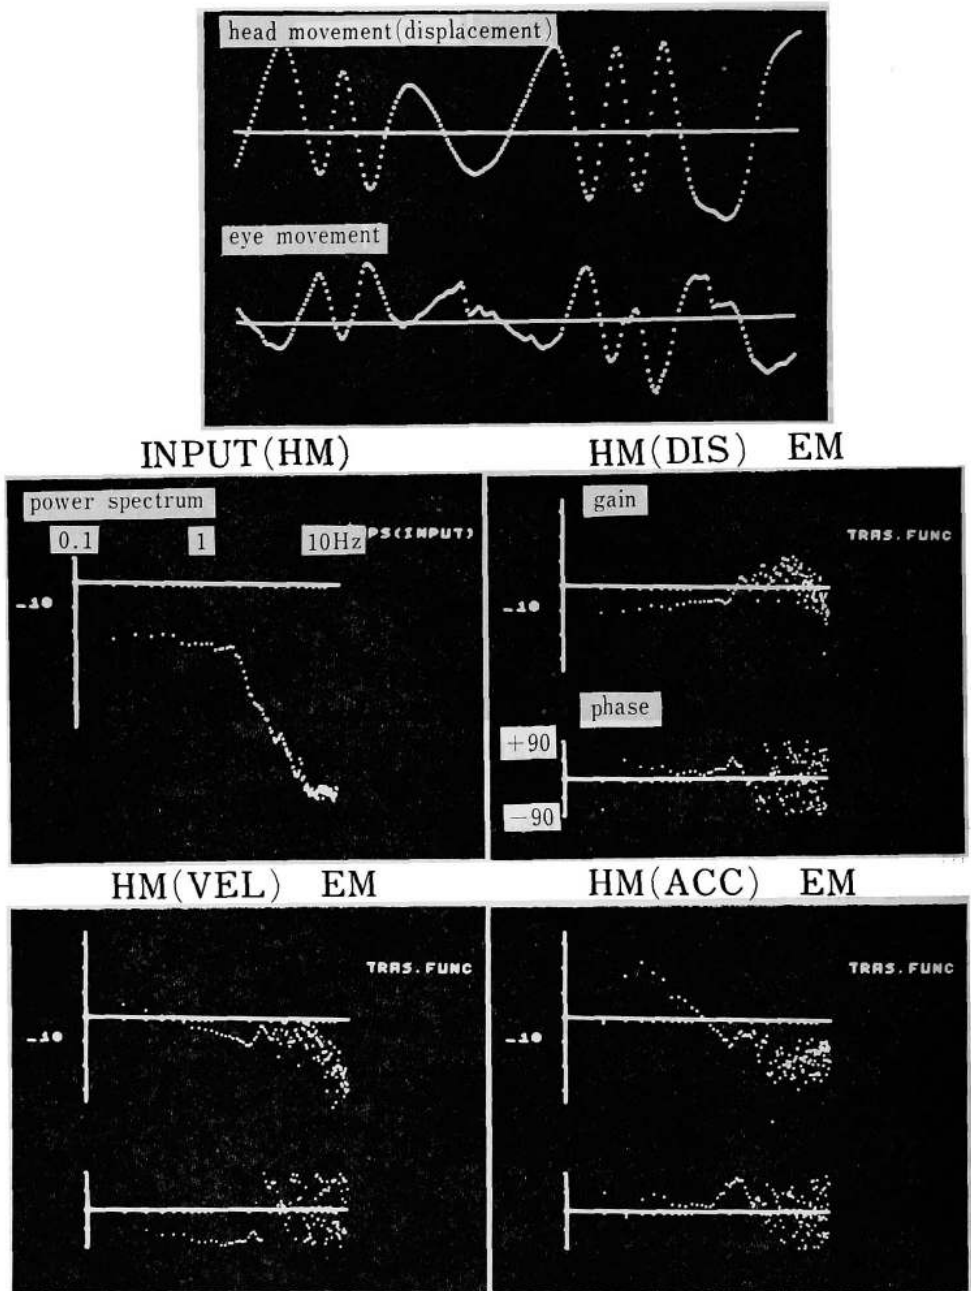 head movement(displacement)
eye movement
INPUT(HM)
power spectrum
0.1 1 10Hz PS(INPUT)
-10
HM(DIS) EM
gain
TRAS.FUNC
-10
phase
+90
-90
HM(VEL) EM
TRAS.FUNC
-10
HM(ACC) EM
TRAS.FUNC
-10